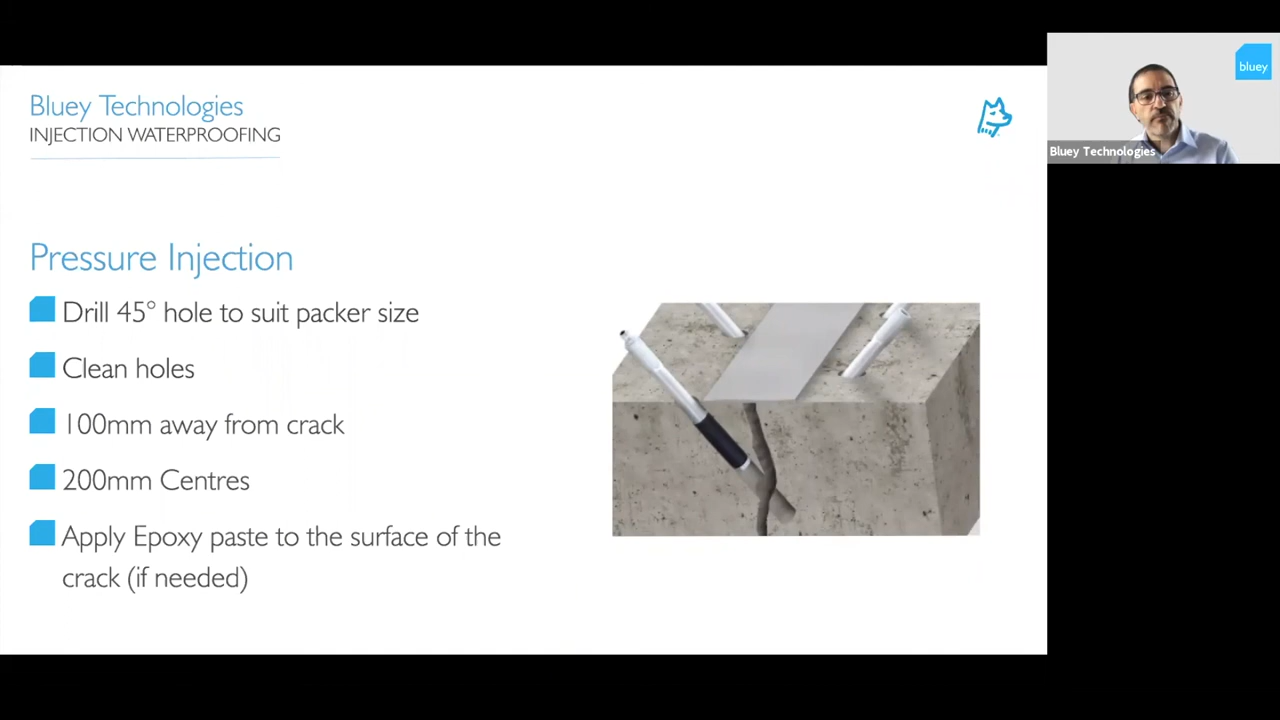 Bluey Technologies
INJECTION WATERPROOFING
bluey
Bluey Technologies
Pressure Injection
Drill 45° hole to suit packer size
Clean holes
100mm away from crack
200mm Centres
Apply Epoxy paste to the surface of the
crack (if needed)